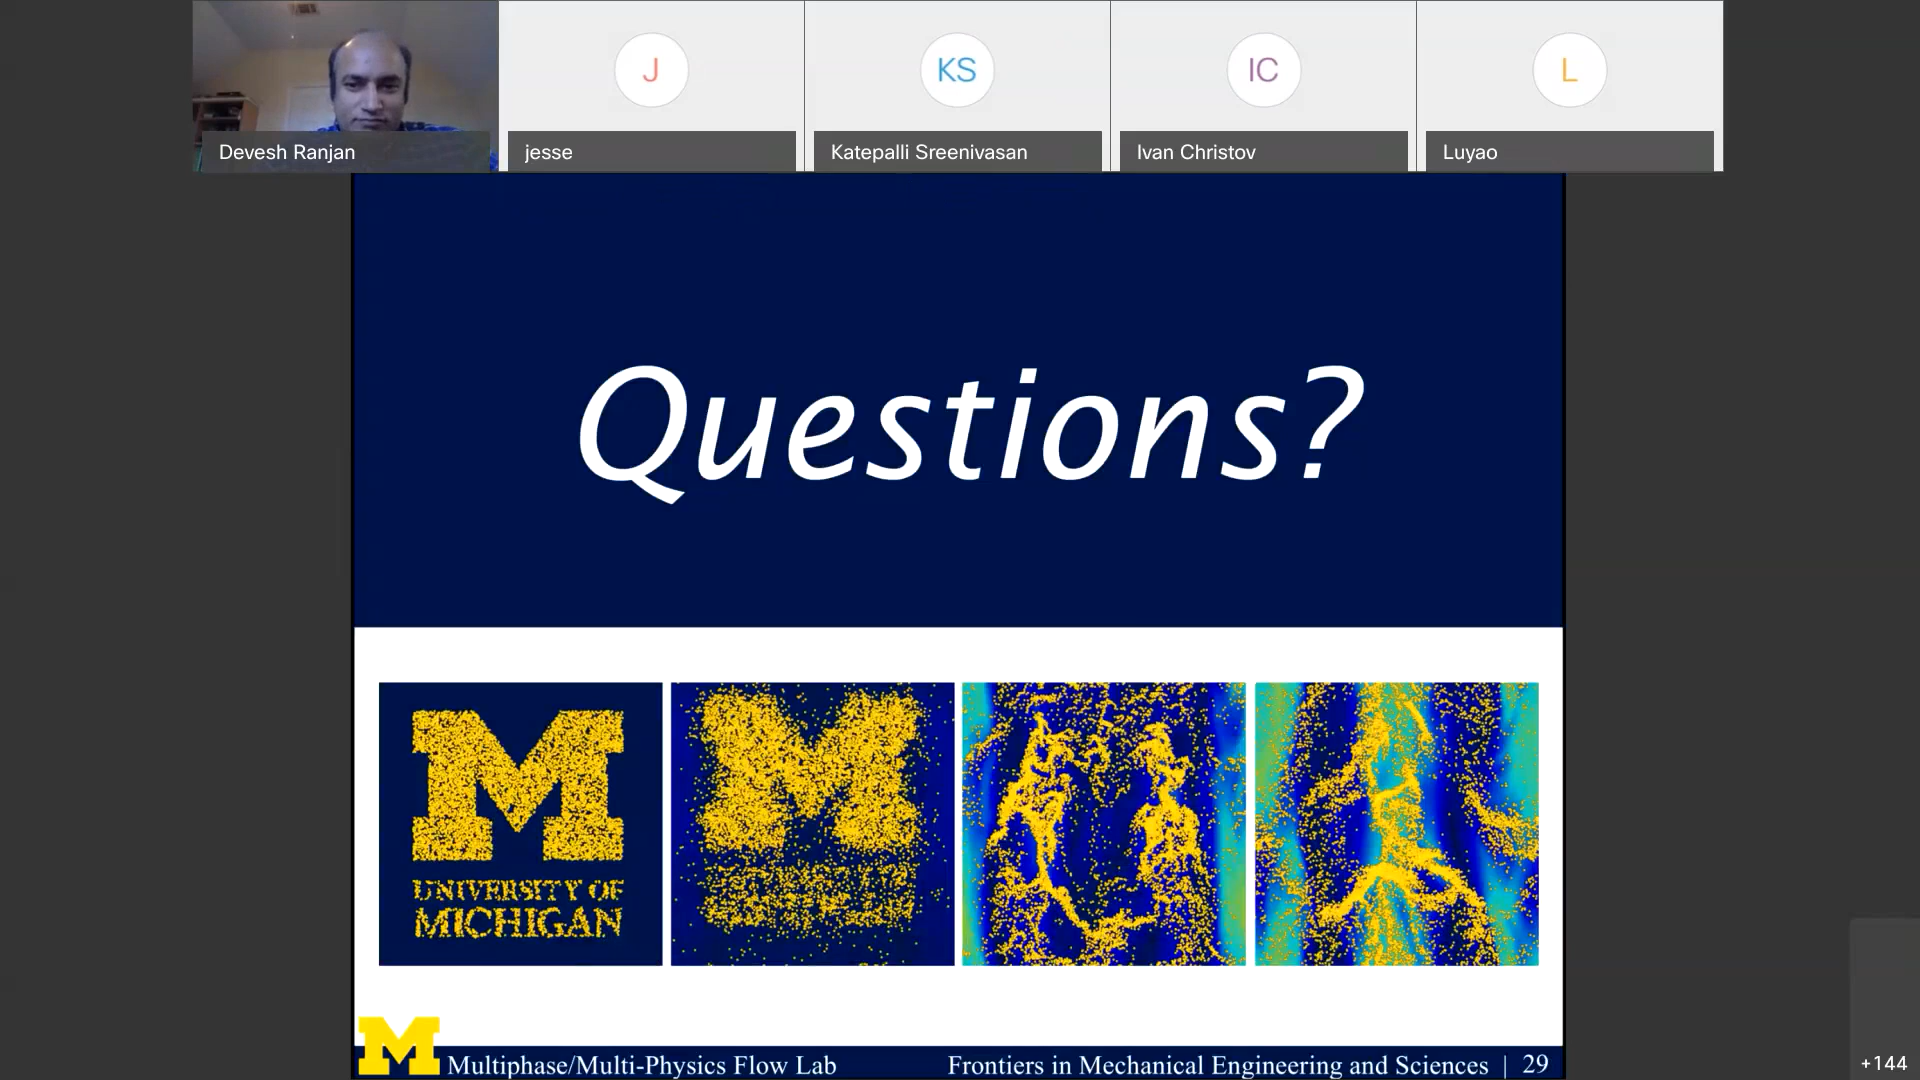 J
KS
IC
L
Devesh Ranjan
jesse
Katepalli Sreenivasan
Ivan Christov
Luyao
Questions?
M
UNIVERSITY OF
MICHIGAN
M
M
Multiphase/Multi-Physics Flow Lab
Frontiers in Mechanical Engineering and Sciences | 29
+144